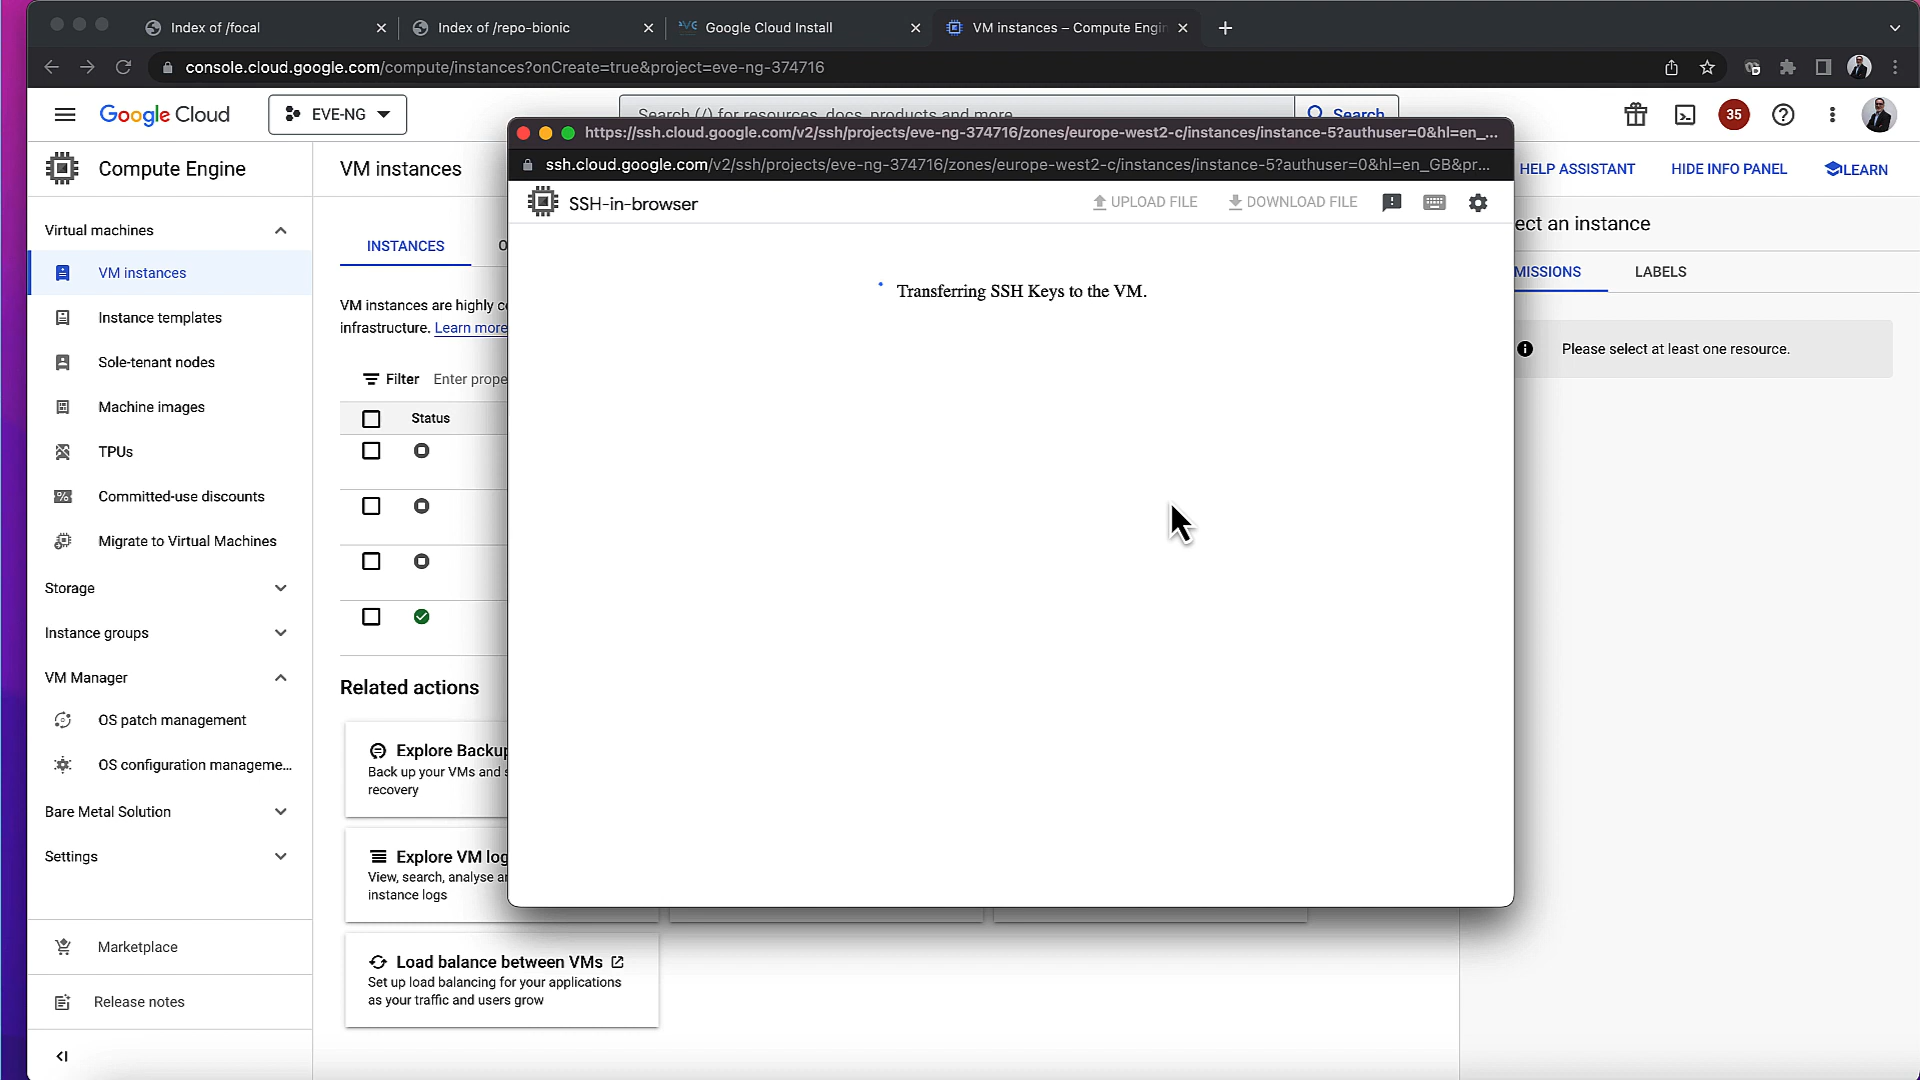 Index of /focal
Index of /repo-bionic
Google Cloud Install
VM instances – Compute Engin
console.cloud.google.com/compute/instances?onCreate=true&project=eve-ng-374716
Google Cloud
EVE-NG
Search (/) for resources, docs, products and more
Search
35
https://ssh.cloud.google.com/v2/ssh/projects/eve-ng-374716/zones/europe-west2-c/instances/instance-5?authuser=0&hl=en_...
ssh.cloud.google.com/v2/ssh/projects/eve-ng-374716/zones/europe-west2-c/instances/instance-5?authuser=0&hl=en_GB&pr...
SSH-in-browser
UPLOAD FILE
DOWNLOAD FILE
Transferring SSH Keys to the VM.
Compute Engine
VM instances
HELP ASSISTANT
HIDE INFO PANEL
LEARN
Virtual machines
VM instances
Instance templates
Sole-tenant nodes
Machine images
TPUs
Committed-use discounts
Migrate to Virtual Machines
Storage
Instance groups
VM Manager
OS patch management
OS configuration manageme...
Bare Metal Solution
Settings
Marketplace
Release notes
INSTANCES
O
VM instances are highly c
infrastructure. Learn more
Filter
Enter prope
Status
Related actions
Explore Backup
Back up your VMs and s
recovery
Explore VM log
View, search, analyse a
instance logs
Load balance between VMs
Set up load balancing for your applications
as your traffic and users grow
ect an instance
MISSIONS
LABELS
Please select at least one resource.